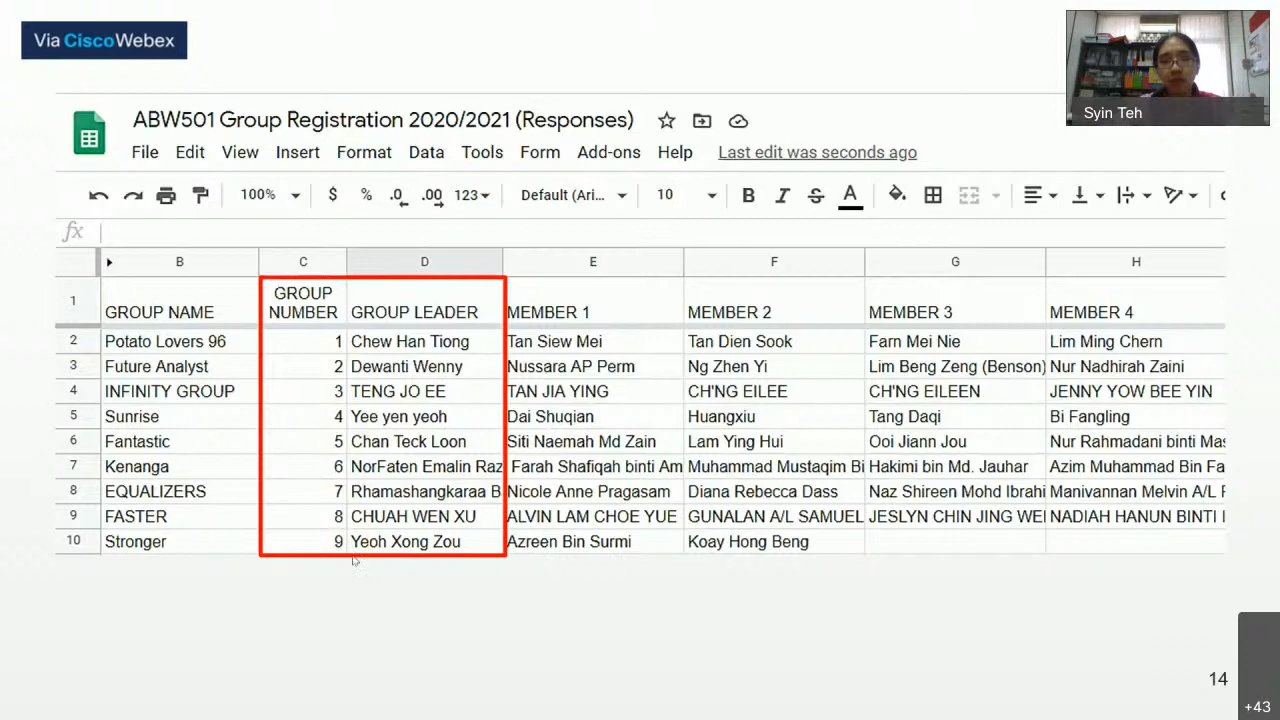 Via Cisco Webex
Syin Teh
ABW501 Group Registration 2020/2021 (Responses)
File Edit View Insert Format Data Tools Form Add-ons Help Last edit was seconds ago
100% $ % .0 .00 123 Default (Ari... 10 B I S A
fx
B C D E F G H
1 GROUP NAME GROUP NUMBER GROUP LEADER MEMBER 1 MEMBER 2 MEMBER 3 MEMBER 4
2 Potato Lovers 96 1 Chew Han Tiong Tan Siew Mei Tan Dien Sook Farn Mei Nie Lim Ming Chern
3 Future Analyst 2 Dewanti Wenny Nussara AP Perm Ng Zhen Yi Lim Beng Zeng (Benson) Nur Nadhirah Zaini
4 INFINITY GROUP 3 TENG JO EE TAN JIA YING CH'NG EILEE CH'NG EILEEN JENNY YOW BEE YIN
5 Sunrise 4 Yee yen yeoh Dai Shuqian Huangxiu Tang Daqi Bi Fangling
6 Fantastic 5 Chan Teck Loon Siti Naemah Md Zain Lam Ying Hui Ooi Jiann Jou Nur Rahmadani binti Mas
7 Kenanga 6 NorFaten Emalin Raz Farah Shafiqah binti Am Muhammad Mustaqim Bi Hakimi bin Md. Jauhar Azim Muhammad Bin Fa
8 EQUALIZERS 7 Rhamashangkaraa B Nicole Anne Pragasam Diana Rebecca Dass Naz Shireen Mohd Ibrahi Manivannan Melvin A/L
9 FASTER 8 CHUAH WEN XU ALVIN LAM CHOE YUE GUNALAN A/L SAMUEL JESLYN CHIN JING WEI NADIAH HANUN BINTI
10 Stronger 9 Yeoh Xong Zou Azreen Bin Surmi Koay Hong Beng
14
+43